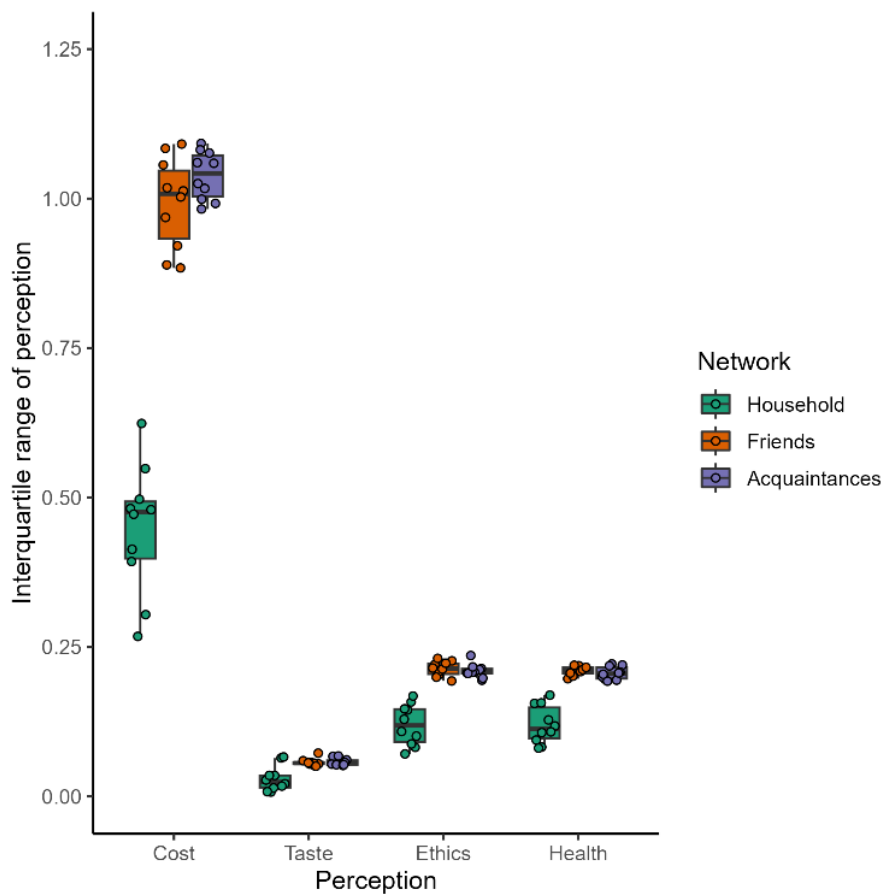 1.25
1.00
0.75
0.50
0.25
0.00
Interquartile range of perception
Cost Taste Ethics Health
Perception
Network
Household
Friends
Acquaintances